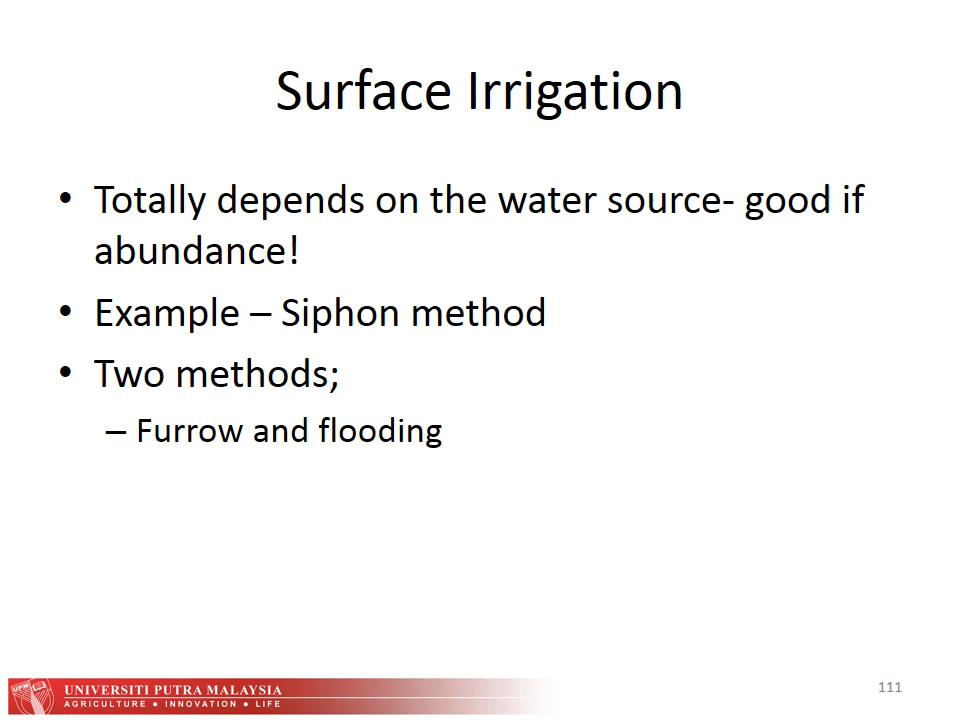 Surface Irrigation
• Totally depends on the water source- good if
abundance!
• Example – Siphon method
• Two methods;
– Furrow and flooding
UPM
UNIVERSITI PUTRA MALAYSIA
AGRICULTURE ● INNOVATION ● LIFE
111